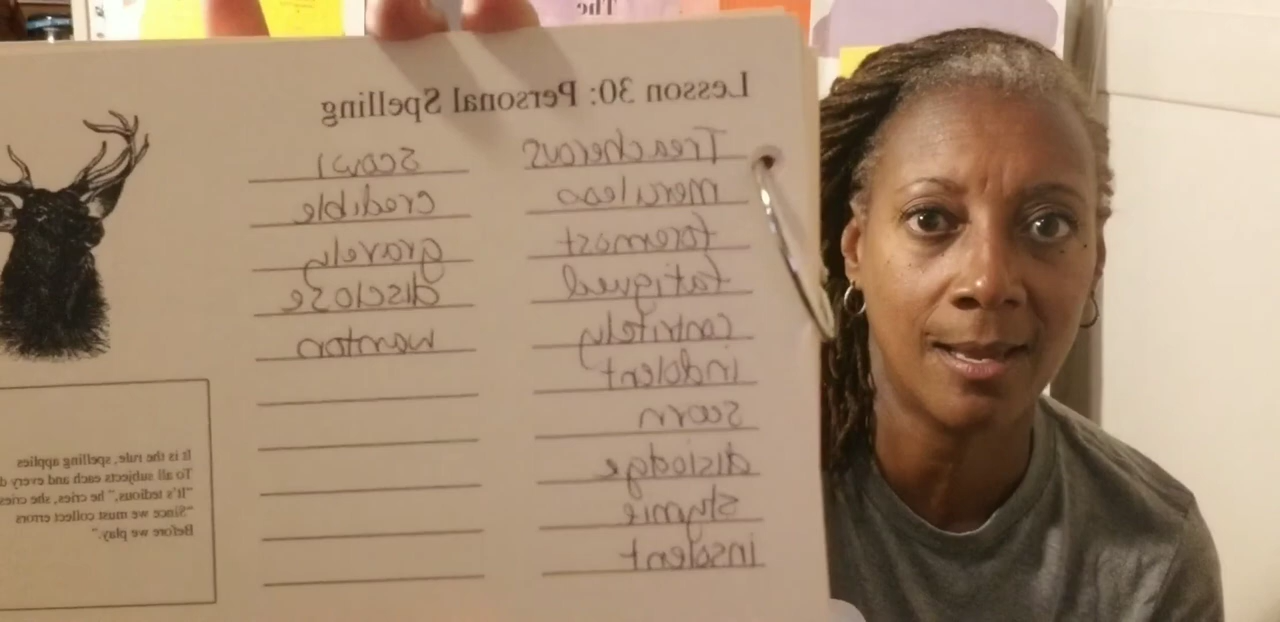 The
Lesson 30: Personal Spelling
Treacherous
merciless
foremost
fatigued
contritely
indolent
scorn
dislodge
stymie
insolent
scowl
credible
gravely
disclose
wanton
It is the rule, spelling applies
To all subjects each and every
"It's tedious," he cries, she cries
"Since we must collect errors
Before we play."